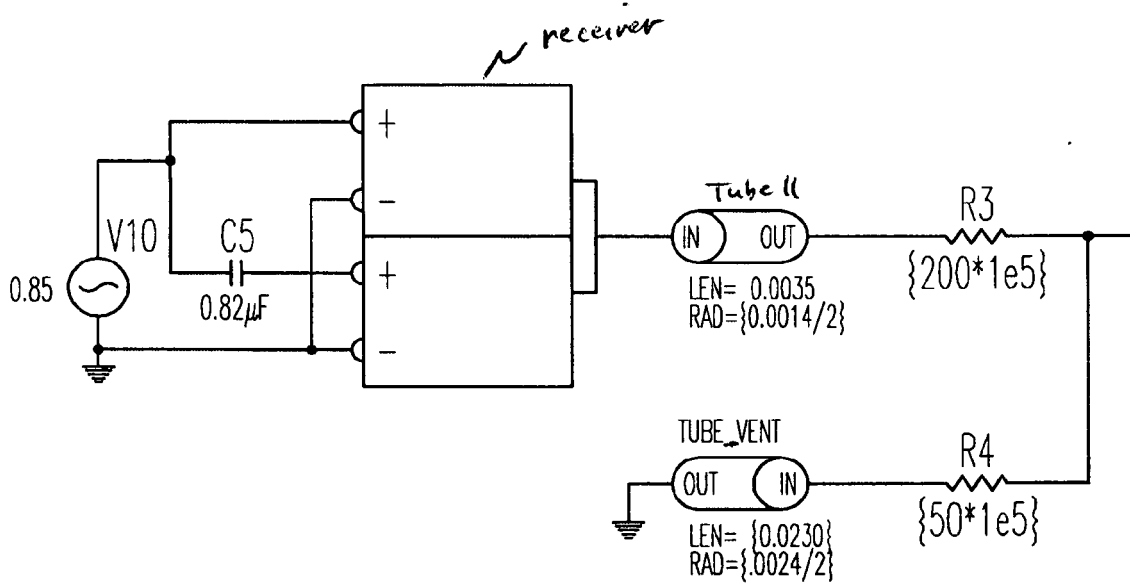 receiver
+
-
V10
C5
0.85
0.82µF
+
-
Tube 11
IN OUT
LEN= 0.0035
RAD={0.0014/2}
R3
{200*1e5}
TUBE_VENT
OUT IN
LEN= {0.0230}
RAD={.0024/2}
R4
{50*1e5}